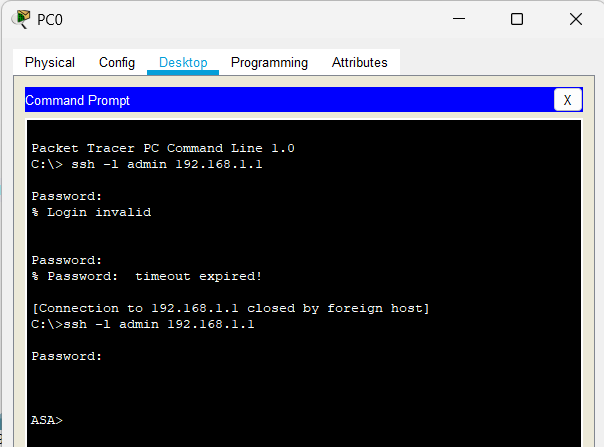 PC0
Physical Config Desktop Programming Attributes
Command Prompt X
Packet Tracer PC Command Line 1.0
C:\> ssh -l admin 192.168.1.1
Password:
% Login invalid
Password:
% Password:  timeout expired!
[Connection to 192.168.1.1 closed by foreign host]
C:\>ssh -l admin 192.168.1.1
Password:
ASA>